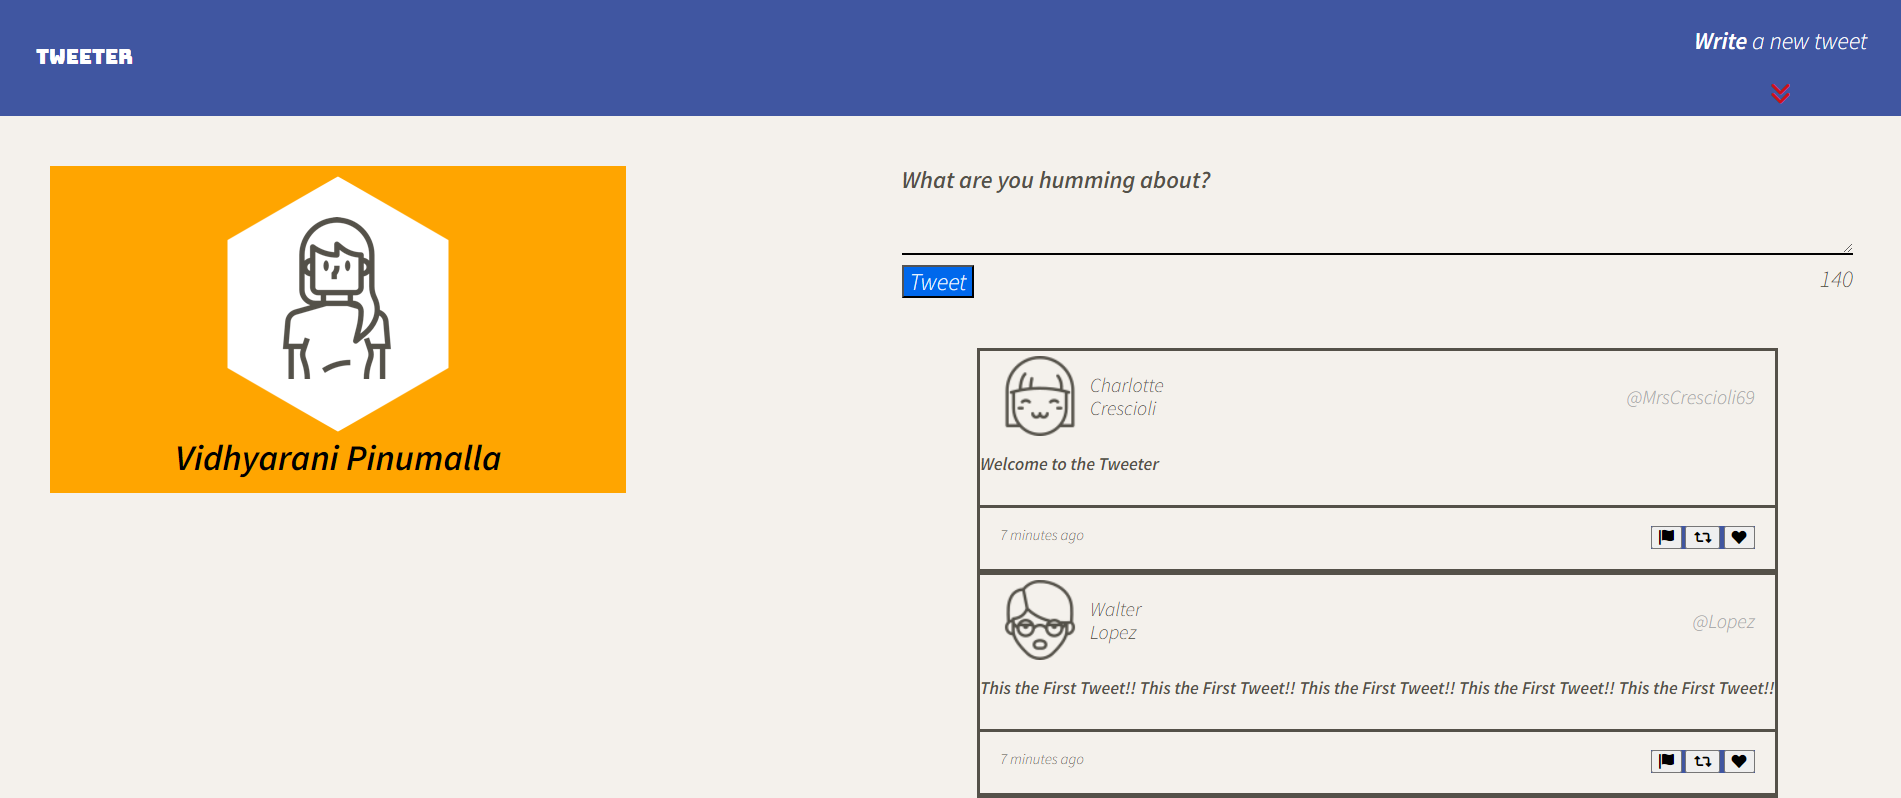 TWEETER
Write a new tweet
Vidhyarani Pinumalla
What are you humming about?
Tweet
140
Charlotte
Crescioli
@MrsCrescioli69
Welcome to the Tweeter
7 minutes ago
Walter
Lopez
@Lopez
This the First Tweet!! This the First Tweet!! This the First Tweet!! This the First Tweet!! This the First Tweet!!
7 minutes ago